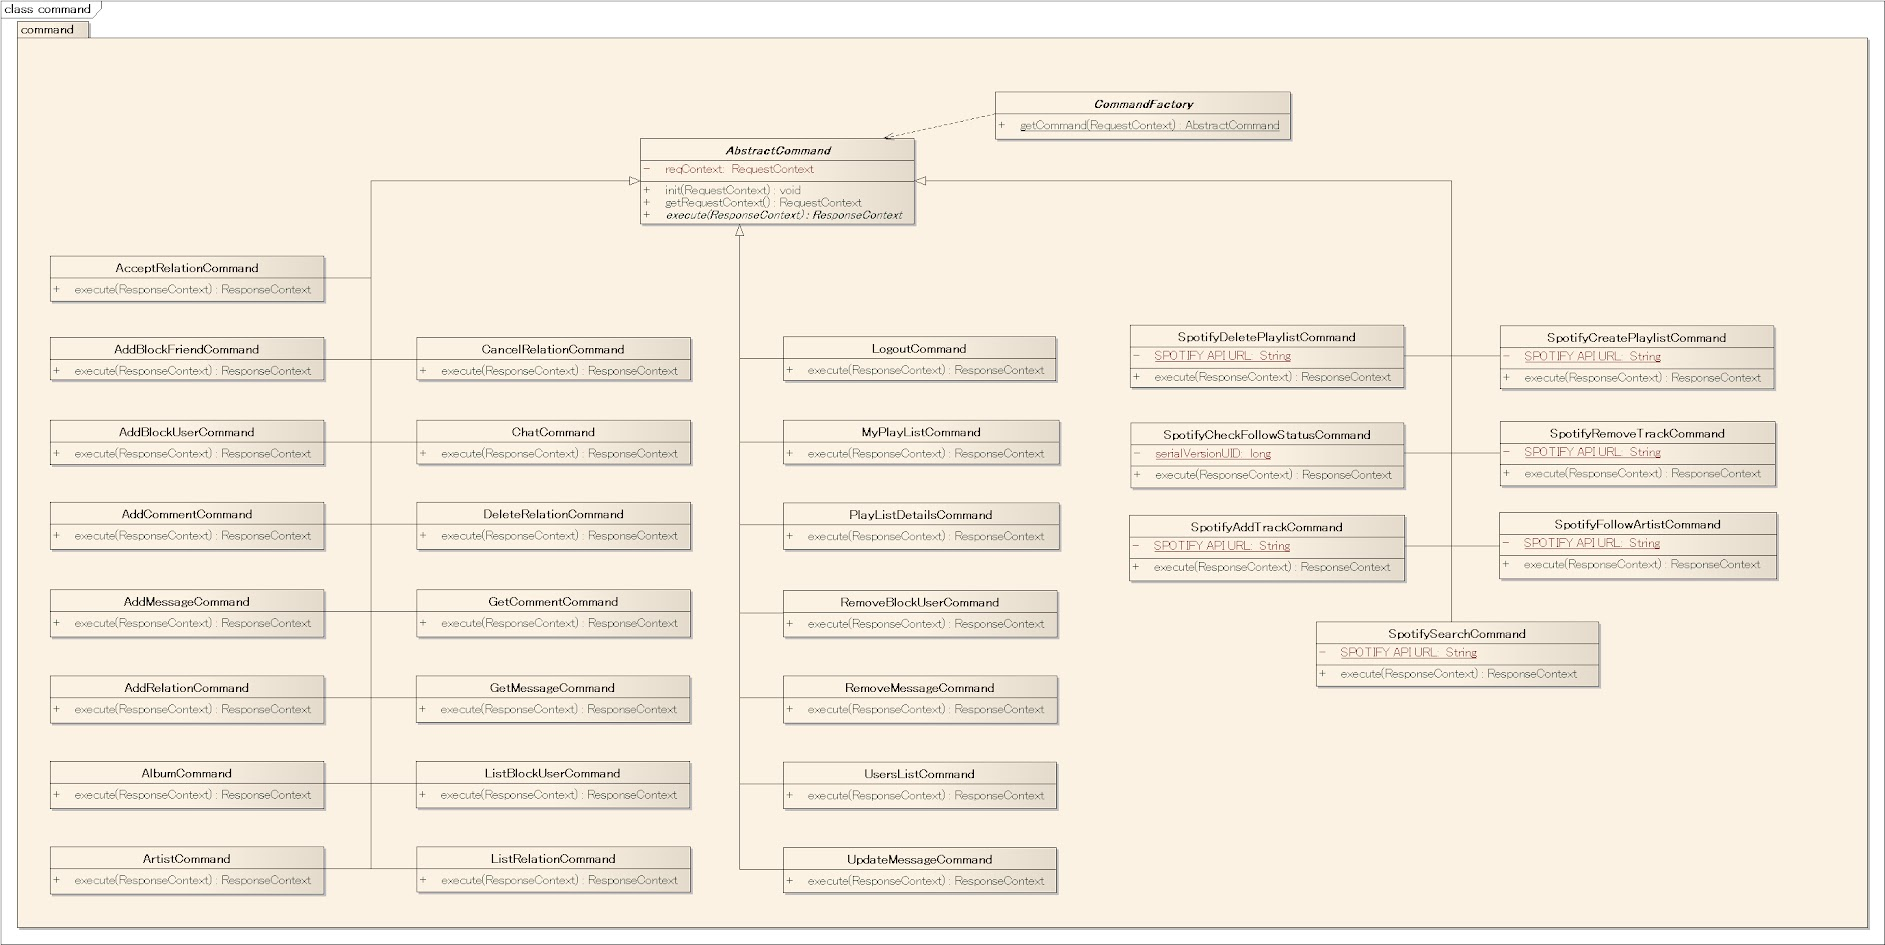 class command
command
CommandFactory
+ getCommand(RequestContext) : AbstractCommand
AbstractCommand
- reqContext: RequestContext
+ init(RequestContext) : void
+ getRequestContext() : RequestContext
+ execute(ResponseContext) : ResponseContext
AcceptRelationCommand
+ execute(ResponseContext) : ResponseContext
AddBlockFriendCommand
+ execute(ResponseContext) : ResponseContext
AddBlockUserCommand
+ execute(ResponseContext) : ResponseContext
AddCommentCommand
+ execute(ResponseContext) : ResponseContext
AddMessageCommand
+ execute(ResponseContext) : ResponseContext
AddRelationCommand
+ execute(ResponseContext) : ResponseContext
AlbumCommand
+ execute(ResponseContext) : ResponseContext
ArtistCommand
+ execute(ResponseContext) : ResponseContext
CancelRelationCommand
+ execute(ResponseContext) : ResponseContext
ChatCommand
+ execute(ResponseContext) : ResponseContext
DeleteRelationCommand
+ execute(ResponseContext) : ResponseContext
GetCommentCommand
+ execute(ResponseContext) : ResponseContext
GetMessageCommand
+ execute(ResponseContext) : ResponseContext
ListBlockUserCommand
+ execute(ResponseContext) : ResponseContext
ListRelationCommand
+ execute(ResponseContext) : ResponseContext
LogoutCommand
+ execute(ResponseContext) : ResponseContext
MyPlayListCommand
+ execute(ResponseContext) : ResponseContext
PlayListDetailsCommand
+ execute(ResponseContext) : ResponseContext
RemoveBlockUserCommand
+ execute(ResponseContext) : ResponseContext
RemoveMessageCommand
+ execute(ResponseContext) : ResponseContext
UsersListCommand
+ execute(ResponseContext) : ResponseContext
UpdateMessageCommand
+ execute(ResponseContext) : ResponseContext
SpotifyDeletePlaylistCommand
- SPOTIFY_API_URL: String
+ execute(ResponseContext) : ResponseContext
SpotifyCheckFollowStatusCommand
- serialVersionUID: long
+ execute(ResponseContext) : ResponseContext
SpotifyAddTrackCommand
- SPOTIFY_API_URL: String
+ execute(ResponseContext) : ResponseContext
SpotifyCreatePlaylistCommand
- SPOTIFY_API_URL: String
+ execute(ResponseContext) : ResponseContext
SpotifyRemoveTrackCommand
- SPOTIFY_API_URL: String
+ execute(ResponseContext) : ResponseContext
SpotifyFollowArtistCommand
- SPOTIFY_API_URL: String
+ execute(ResponseContext) : ResponseContext
SpotifySearchCommand
- SPOTIFY_API_URL: String
+ execute(ResponseContext) : ResponseContext